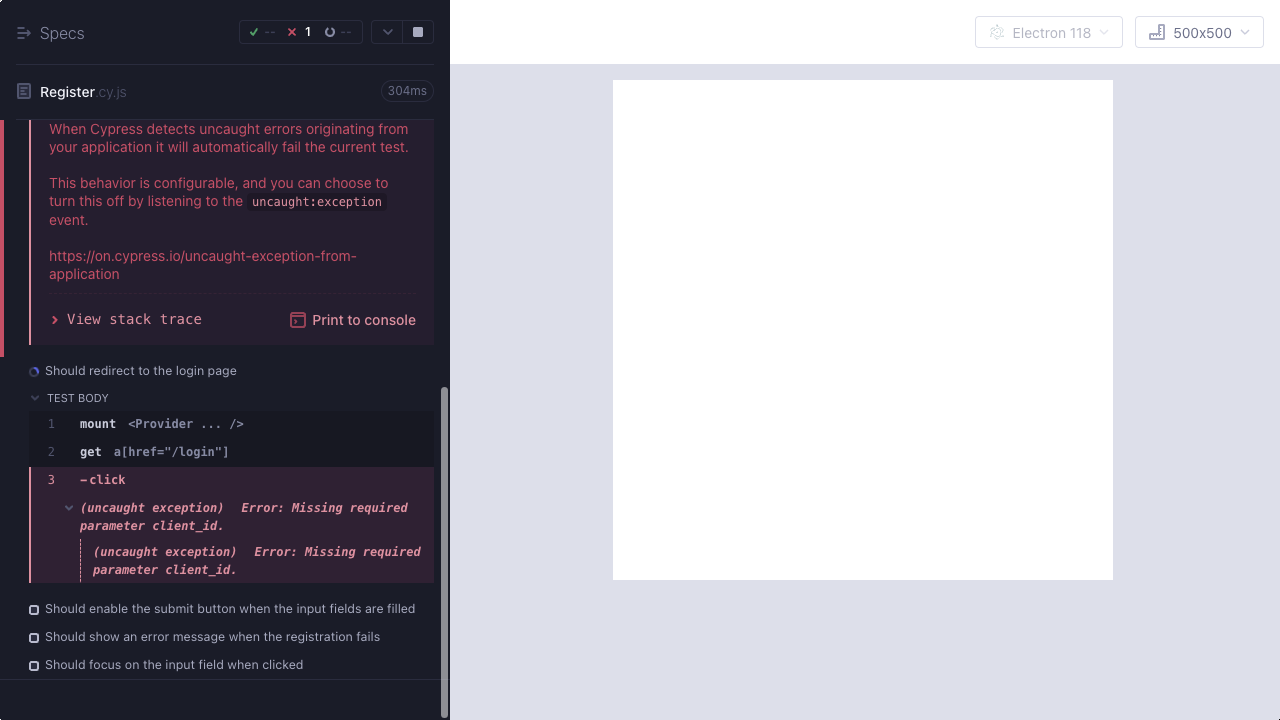 Specs
-- 1 --
Electron 118
500x500
Register.cy.js
304ms
When Cypress detects uncaught errors originating from
your application it will automatically fail the current test.
This behavior is configurable, and you can choose to
turn this off by listening to the uncaught:exception
event.
https://on.cypress.io/uncaught-exception-from-
application
View stack trace
Print to console
Should redirect to the login page
TEST BODY
1 mount <Provider ... />
2 get a[href="/login"]
3 -click
(uncaught exception) Error: Missing required
parameter client_id.
(uncaught exception) Error: Missing required
parameter client_id.
Should enable the submit button when the input fields are filled
Should show an error message when the registration fails
Should focus on the input field when clicked